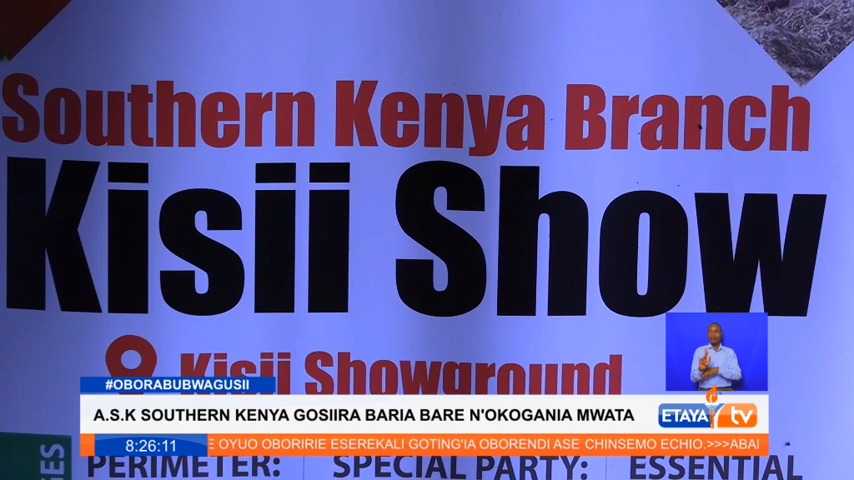 Southern Kenya Branch
Kisii Show
Kisii Showground
#OBORABUBWAGUSII
A.S.K SOUTHERN KENYA GOSIIRA BARIA BARE N'OKOGANIA MWATA
ETAYA tv
8:26:11
E OYUO OBORIRIE ESEREKALI GOTING'IA OBORENDI ASE CHINSEMO ECHIO.>>>ABAI
GES
PERIMETER:
SPECIAL PARTY:
ESSENTIAL